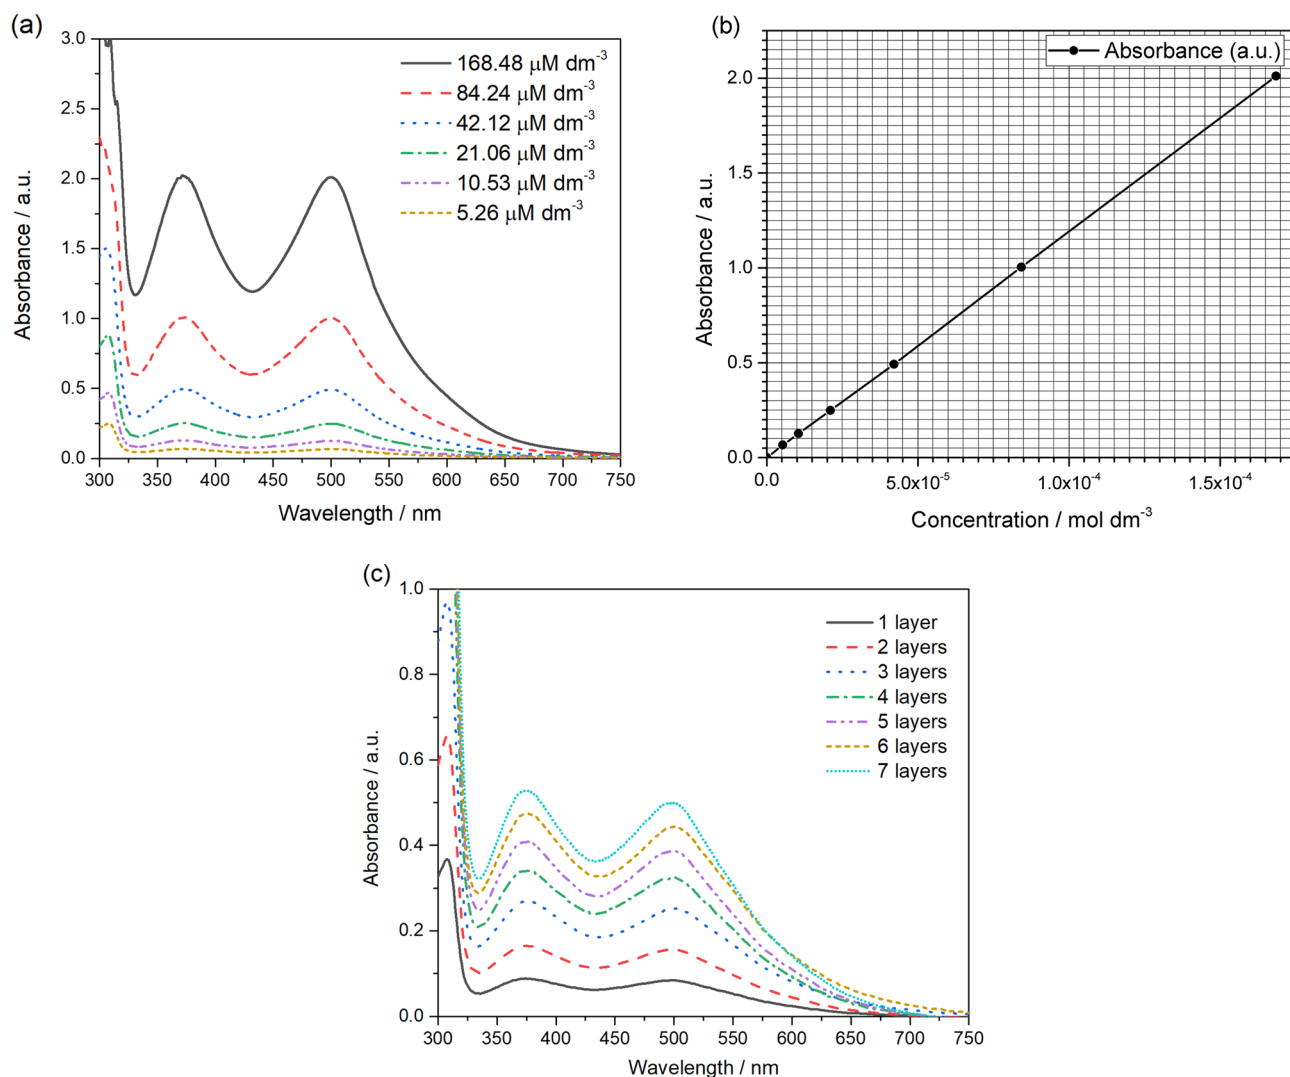 (a)
3.0
2.5
2.0
1.5
1.0
0.5
0.0
300 350 400 450 500 550 600 650 700 750
Absorbance / a.u.
Wavelength / nm
168.48 μM dm⁻³
84.24 μM dm⁻³
42.12 μM dm⁻³
21.06 μM dm⁻³
10.53 μM dm⁻³
5.26 μM dm⁻³
(b)
Absorbance (a.u.)
2.0
1.5
1.0
0.5
0.0
0.0 5.0x10⁻⁵ 1.0x10⁻⁴ 1.5x10⁻⁴
Absorbance / a.u.
Concentration / mol dm⁻³
(c)
1.0
0.8
0.6
0.4
0.2
0.0
300 350 400 450 500 550 600 650 700 750
Absorbance / a.u.
Wavelength / nm
1 layer
2 layers
3 layers
4 layers
5 layers
6 layers
7 layers